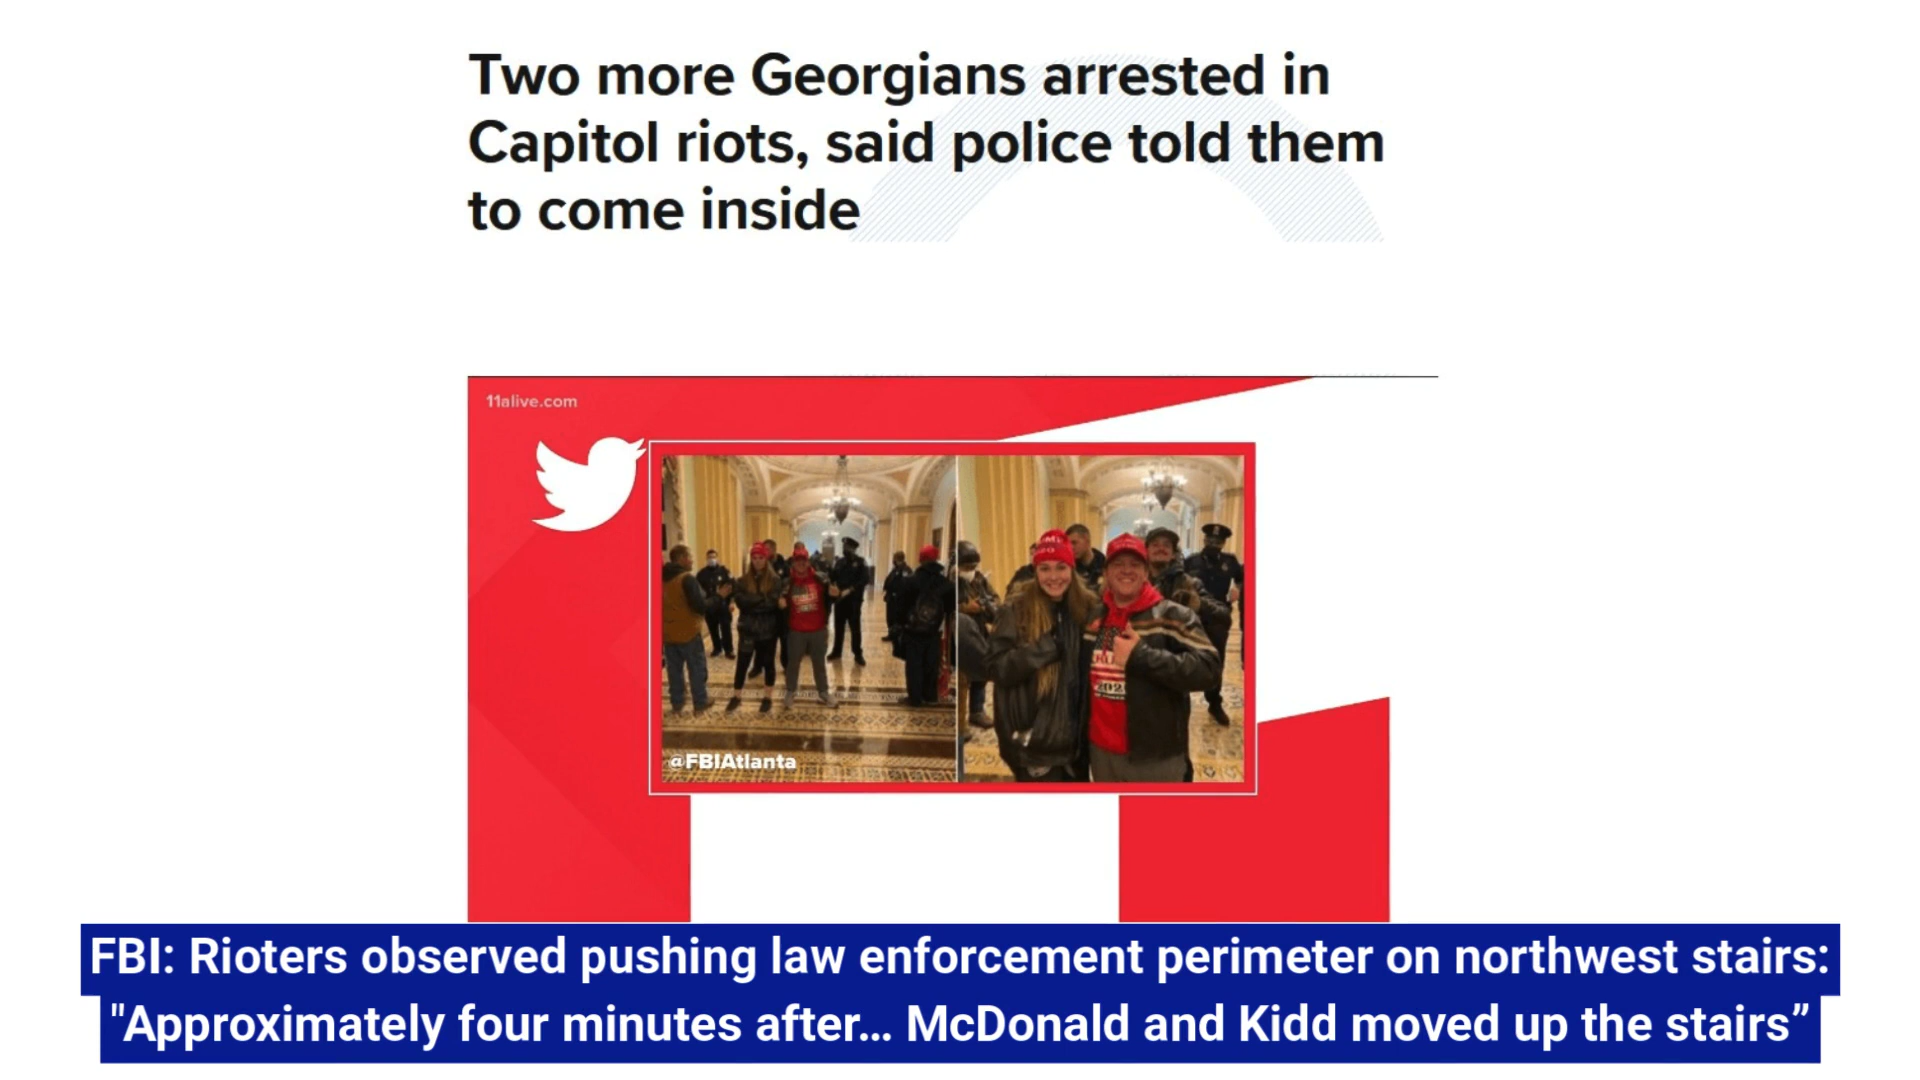 Two more Georgians arrested in
Capitol riots, said police told them
to come inside
11alive.com
@FBIAtlanta
FBI: Rioters observed pushing law enforcement perimeter on northwest stairs:
"Approximately four minutes after... McDonald and Kidd moved up the stairs”